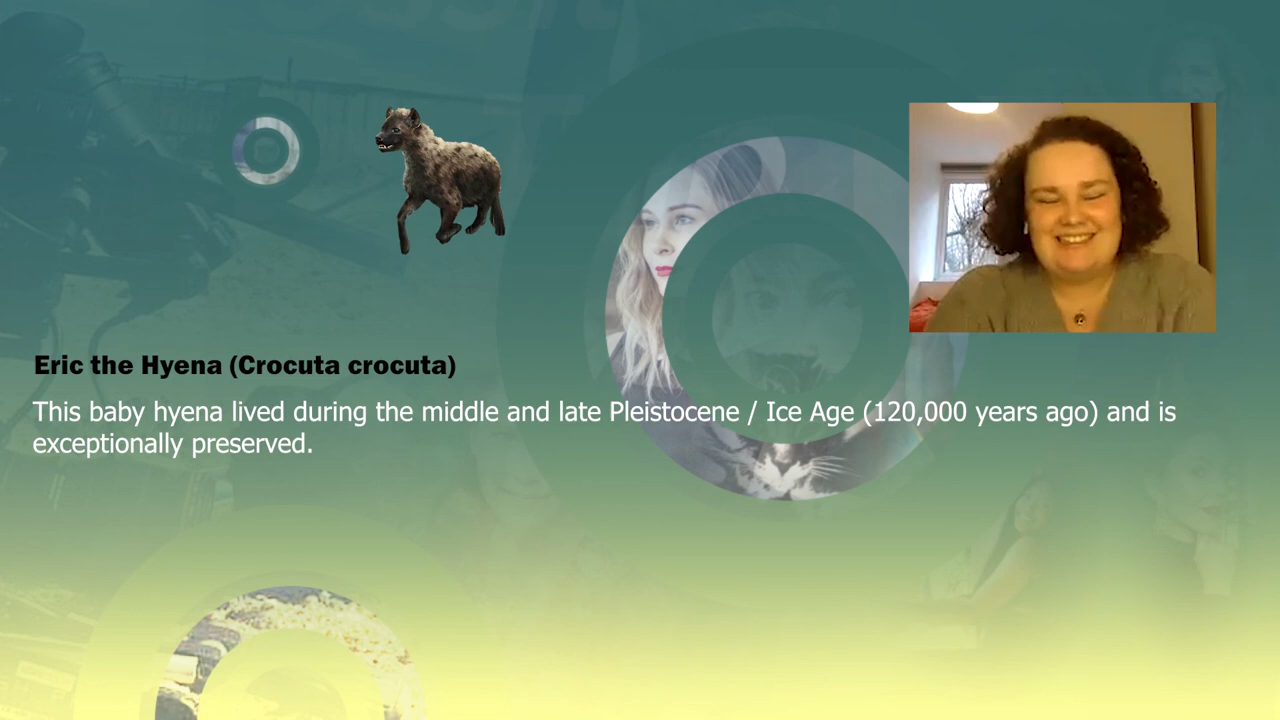 Eric the Hyena (Crocuta crocuta)
This baby hyena lived during the middle and late Pleistocene / Ice Age (120,000 years ago) and is
exceptionally preserved.